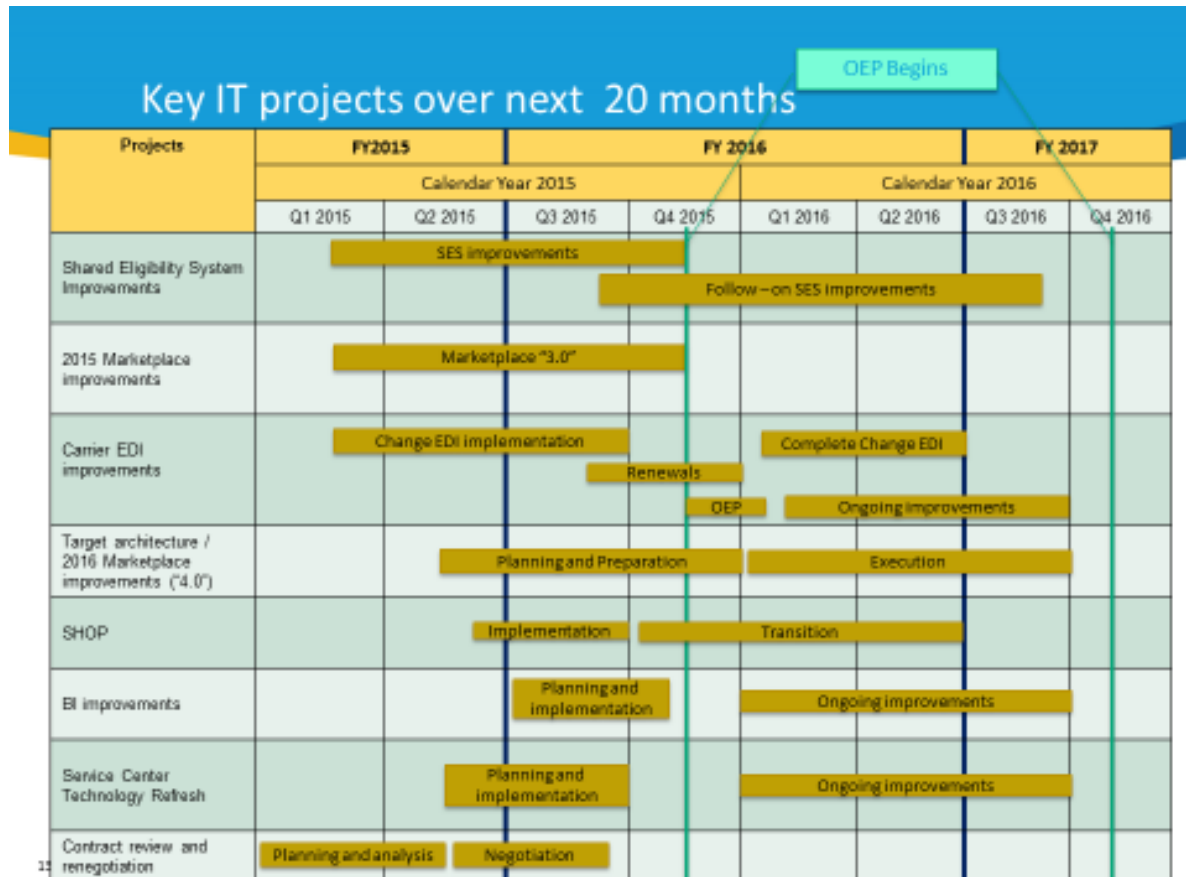 OEP Begins
Key IT projects over next 20 months
Projects
FY2015
FY 2016
FY 2017
Calendar Year 2015
Calendar Year 2016
Q1 2015
Q2 2015
Q3 2015
Q4 2015
Q1 2016
Q2 2016
Q3 2016
Q4 2016
Shared Eligibility System
Improvements
SES improvements
Follow–on SES improvements
2015 Marketplace
improvements
Marketplace "3.0"
Carrier EDI
improvements
Change EDI implementation
Complete Change EDI
Renewals
OEP
Ongoing improvements
Target architecture /
2016 Marketplace
improvements ("4.0")
Planning and Preparation
Execution
SHOP
Implementation
Transition
BI improvements
Planning and
implementation
Ongoing improvements
Service Center
Technology Refresh
Planning and
implementation
Ongoing improvements
Contract review and
renegotiation
Planning and analysis
Negotiation
15